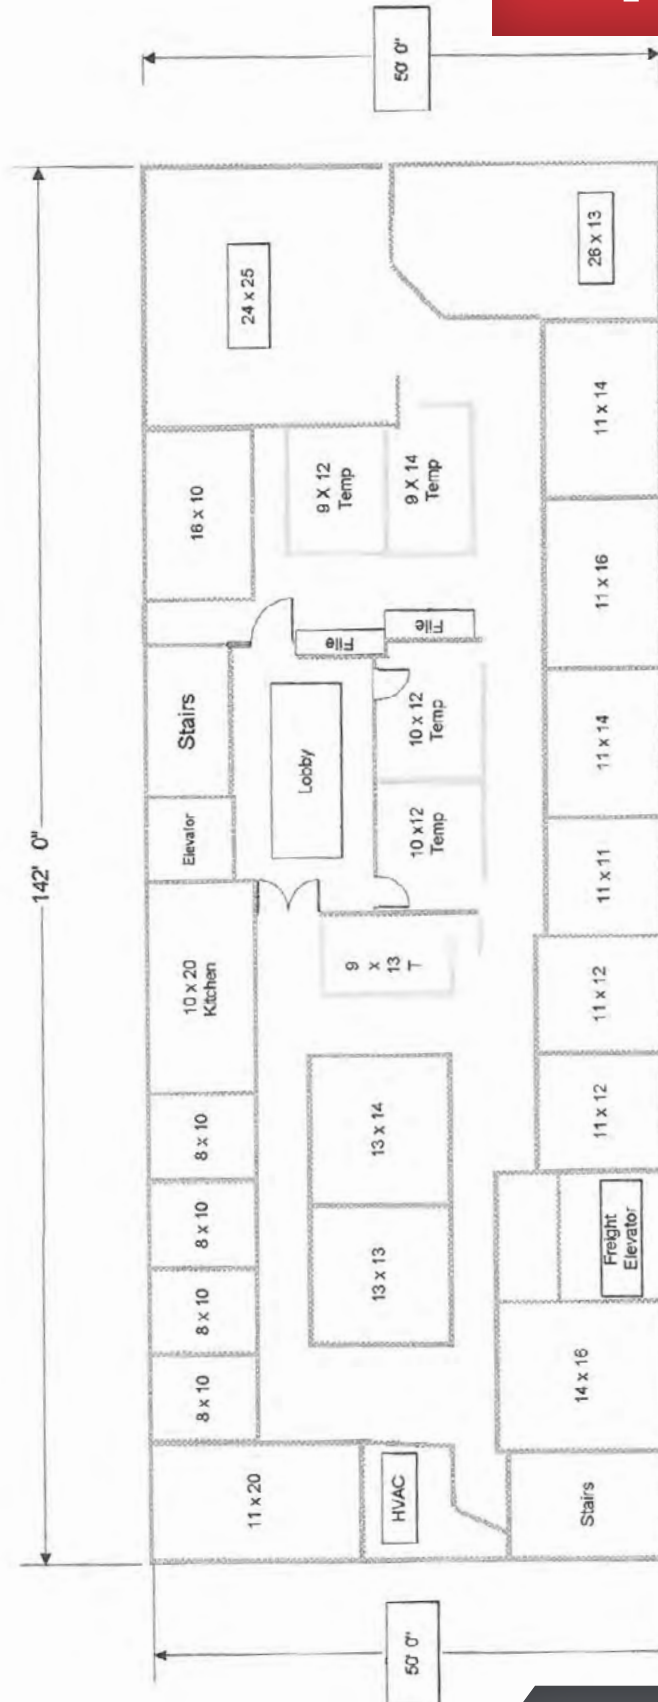 50' 0"
142' 0"
24 x 25
26 x 13
16 x 10
9 X 12
Temp
9 X 14
Temp
11 x 14
Stairs
File
File
11 x 16
Elevator
Lobby
10 x 12
Temp
10 x12
Temp
11 x 14
11 x 11
10 x 20
Kitchen
9
x
13
T
11 x 12
8 x 10
13 x 14
11 x 12
8 x 10
13 x 13
Freight
Elevator
8 x 10
8 x 10
14 x 16
11 x 20
HVAC
Stairs
50' 0"